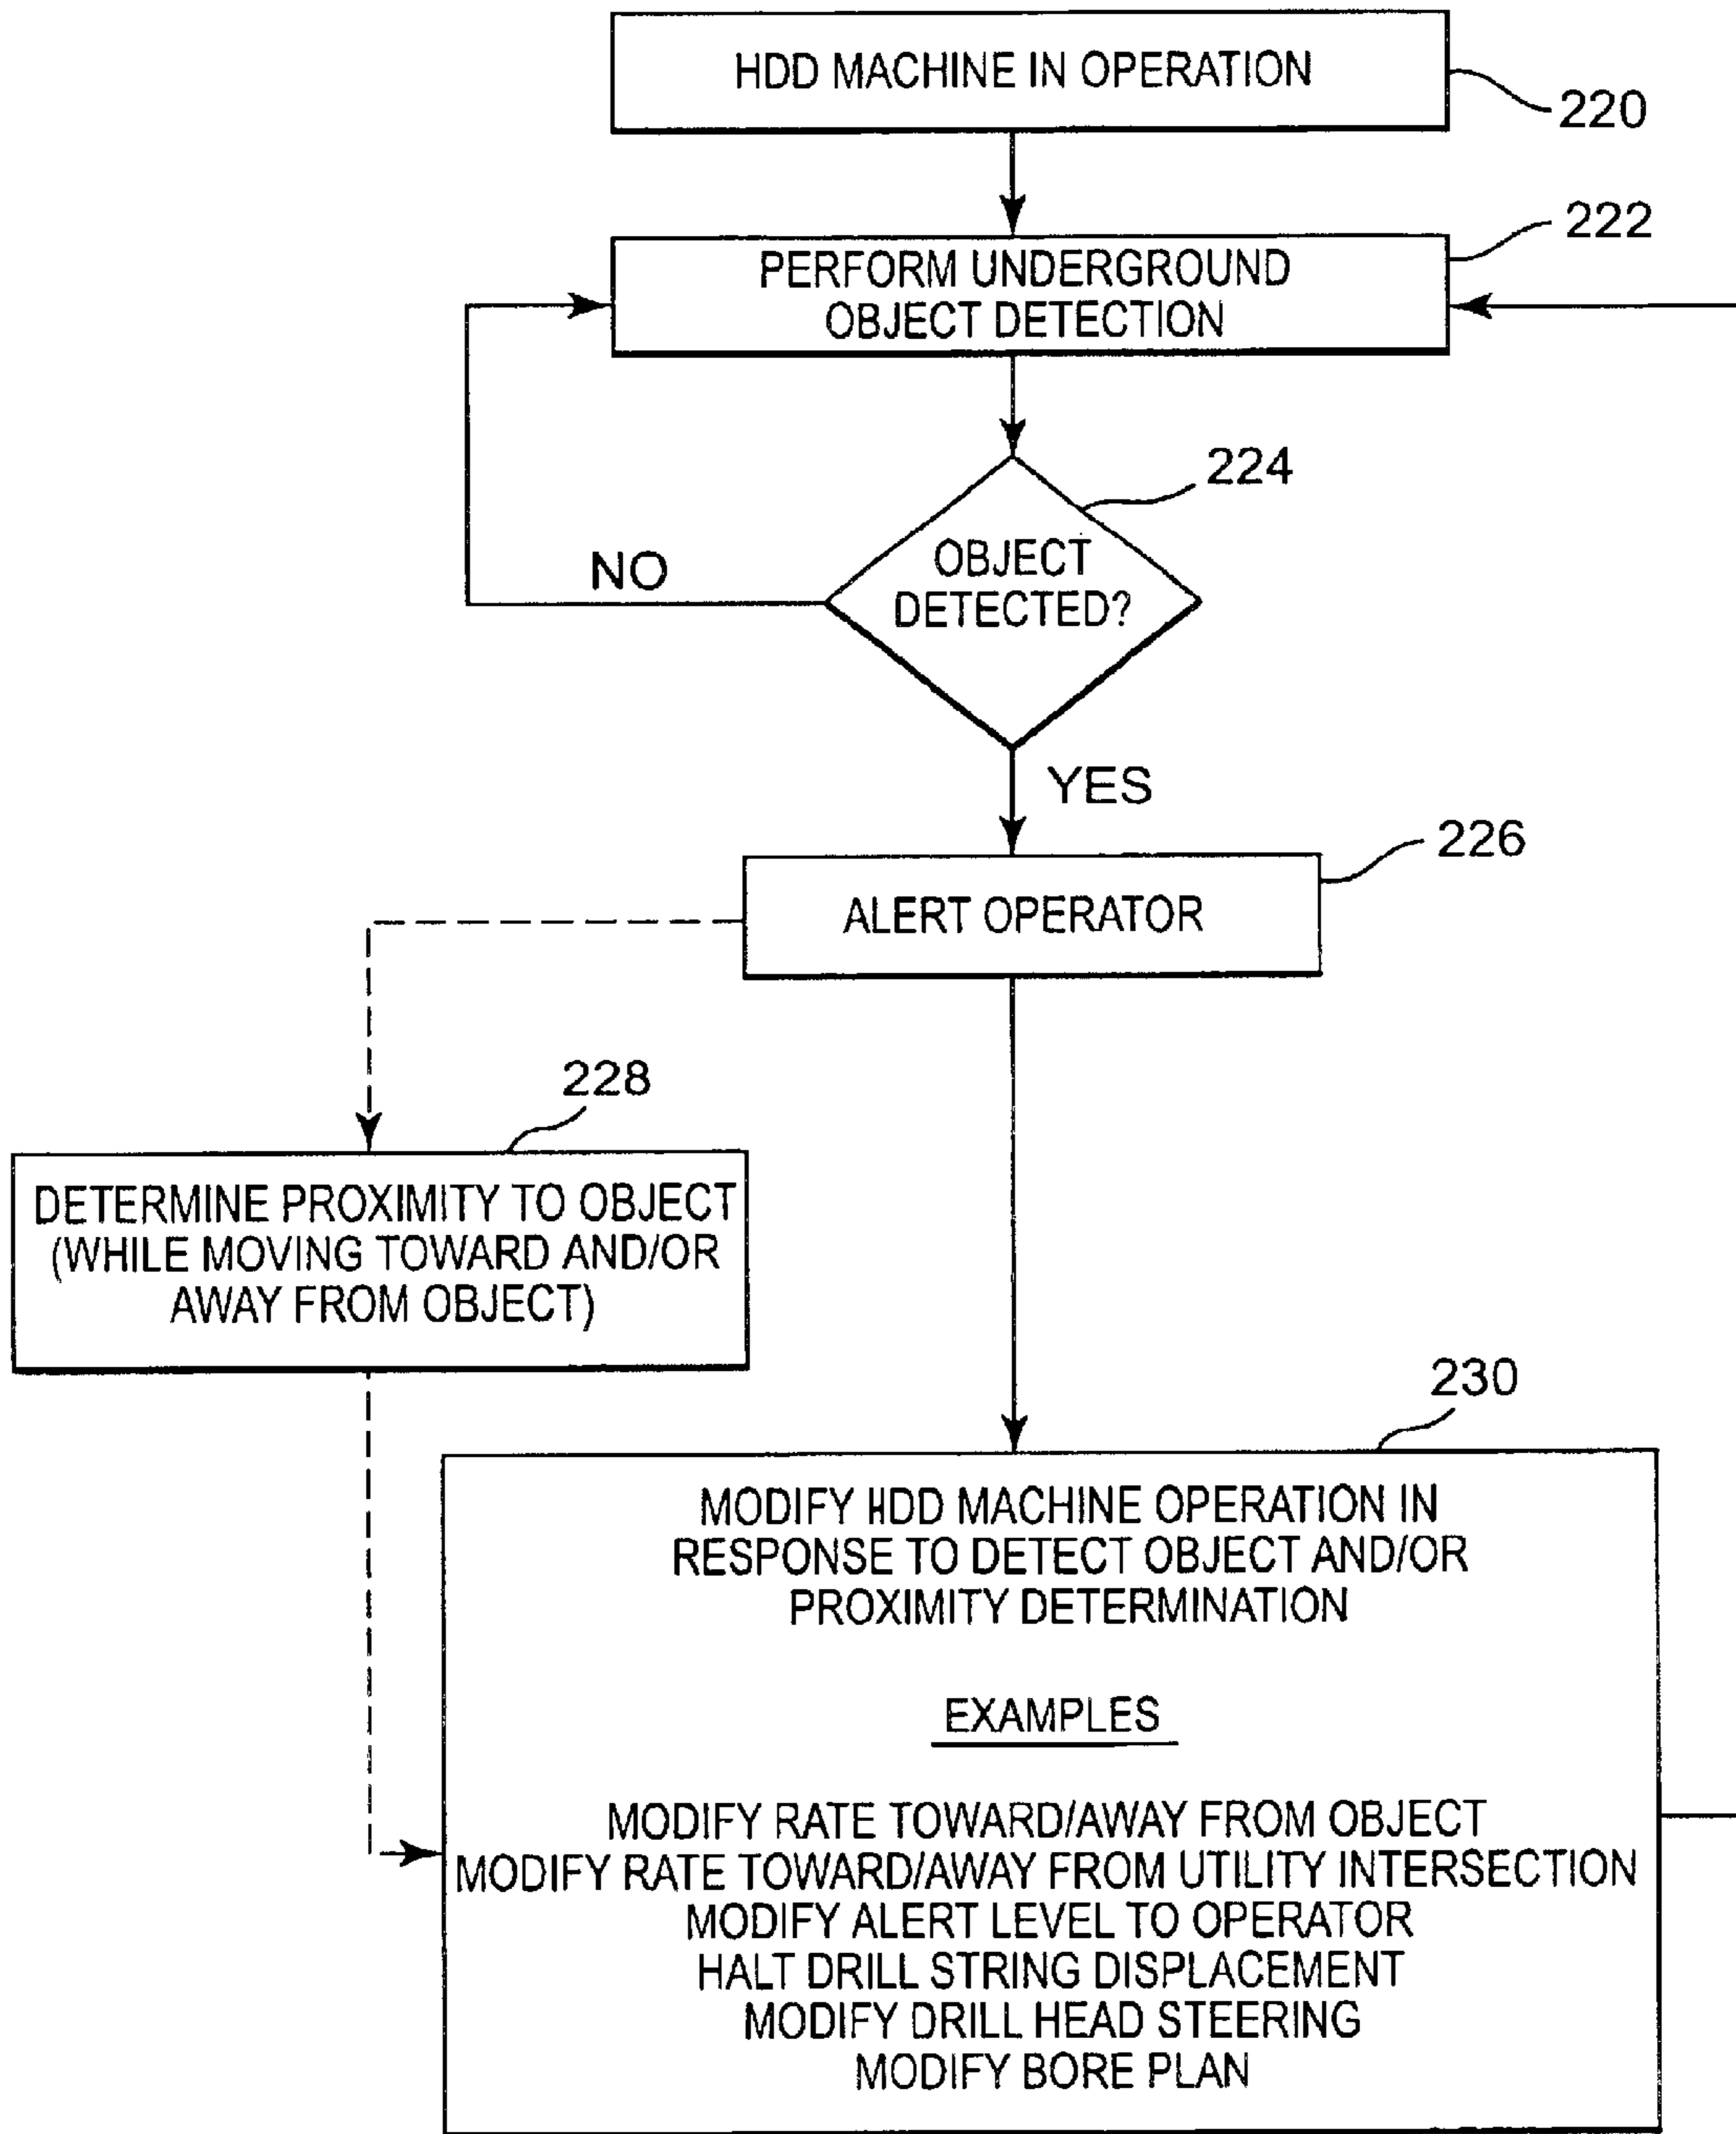 HDD MACHINE IN OPERATION
220
222
PERFORM UNDERGROUND
OBJECT DETECTION
224
OBJECT
DETECTED?
NO
YES
226
ALERT OPERATOR
228
DETERMINE PROXIMITY TO OBJECT
(WHILE MOVING TOWARD AND/OR
AWAY FROM OBJECT)
230
MODIFY HDD MACHINE OPERATION IN
RESPONSE TO DETECT OBJECT AND/OR
PROXIMITY DETERMINATION
EXAMPLES
MODIFY RATE TOWARD/AWAY FROM OBJECT
MODIFY RATE TOWARD/AWAY FROM UTILITY INTERSECTION
MODIFY ALERT LEVEL TO OPERATOR
HALT DRILL STRING DISPLACEMENT
MODIFY DRILL HEAD STEERING
MODIFY BORE PLAN